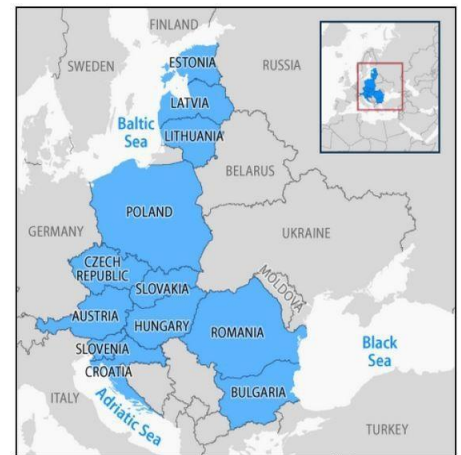 FINLAND
SWEDEN
ESTONIA
RUSSIA
LATVIA
Baltic
Sea
LITHUANIA
BELARUS
POLAND
GERMANY
UKRAINE
CZECH
REPUBLIC
SLOVAKIA
MOLDOVA
AUSTRIA
HUNGARY
ROMANIA
SLOVENIA
CROATIA
Black
Sea
ITALY
Adriatic Sea
BULGARIA
TURKEY